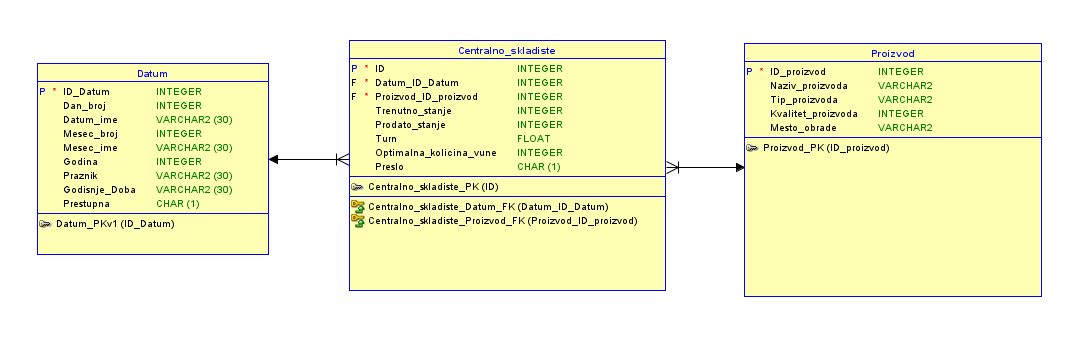 Datum
P * ID_Datum INTEGER
Dan_broj INTEGER
Datum_ime VARCHAR2 (30)
Mesec_broj INTEGER
Mesec_ime VARCHAR2 (30)
Godina INTEGER
Praznik VARCHAR2 (30)
Godisnje_Doba VARCHAR2 (30)
Prestupna CHAR (1)
Datum_PKv1 (ID_Datum)
Centralno_skladiste
P * ID INTEGER
F * Datum_ID_Datum INTEGER
F * Proizvod_ID_proizvod INTEGER
Trenutno_stanje INTEGER
Prodato_stanje INTEGER
Turn FLOAT
Optimalna_kolicina_vune INTEGER
Preslo CHAR (1)
Centralno_skladiste_PK (ID)
Centralno_skladiste_Datum_FK (Datum_ID_Datum)
Centralno_skladiste_Proizvod_FK (Proizvod_ID_proizvod)
Proizvod
P * ID_proizvod INTEGER
Naziv_proizvoda VARCHAR2
Tip_proizvoda VARCHAR2
Kvalitet_proizvoda INTEGER
Mesto_obrade VARCHAR2
Proizvod_PK (ID_proizvod)